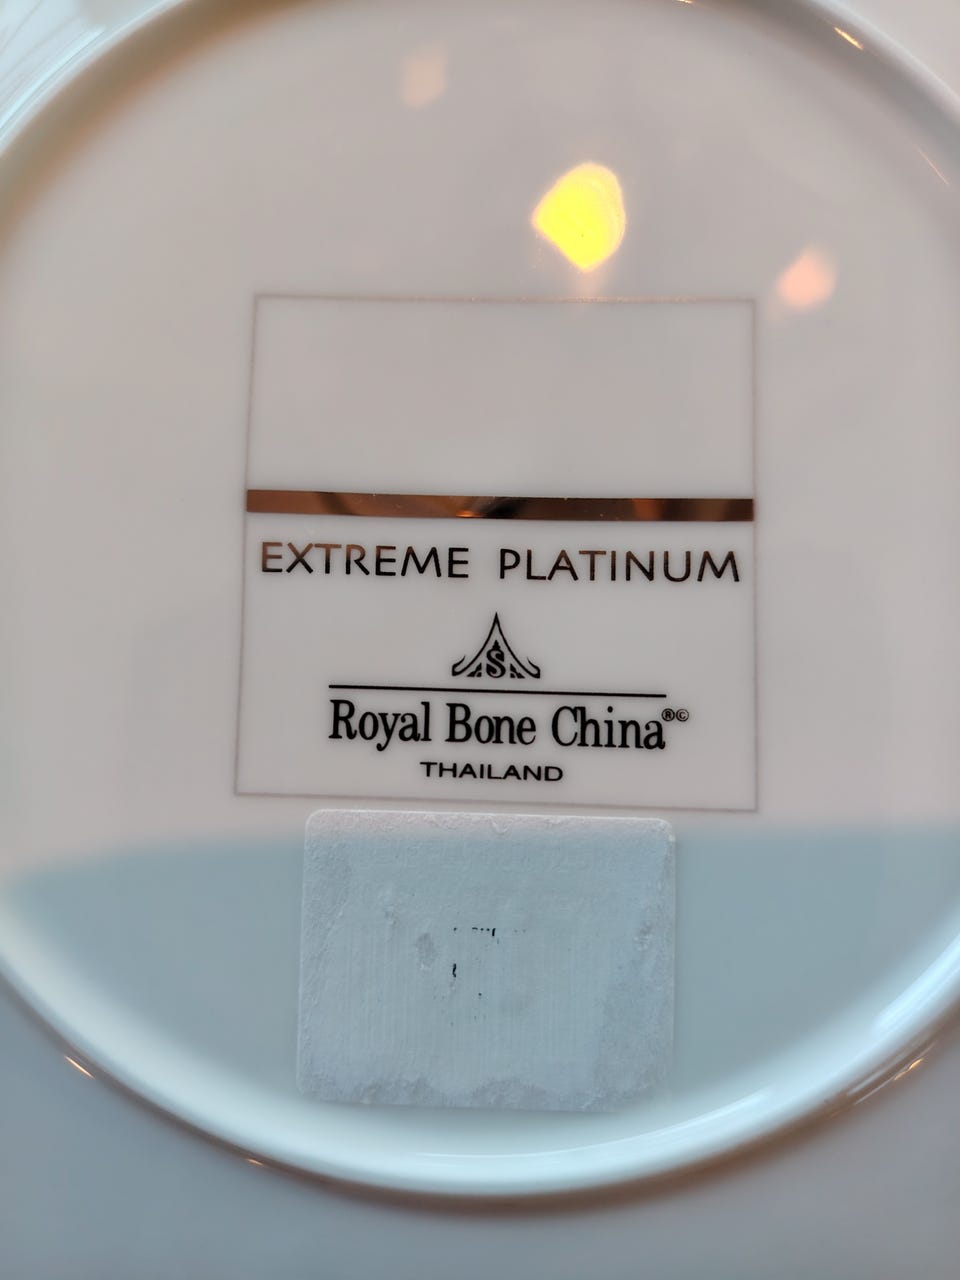 EXTREME PLATINUM
S
Royal Bone China®©
THAILAND